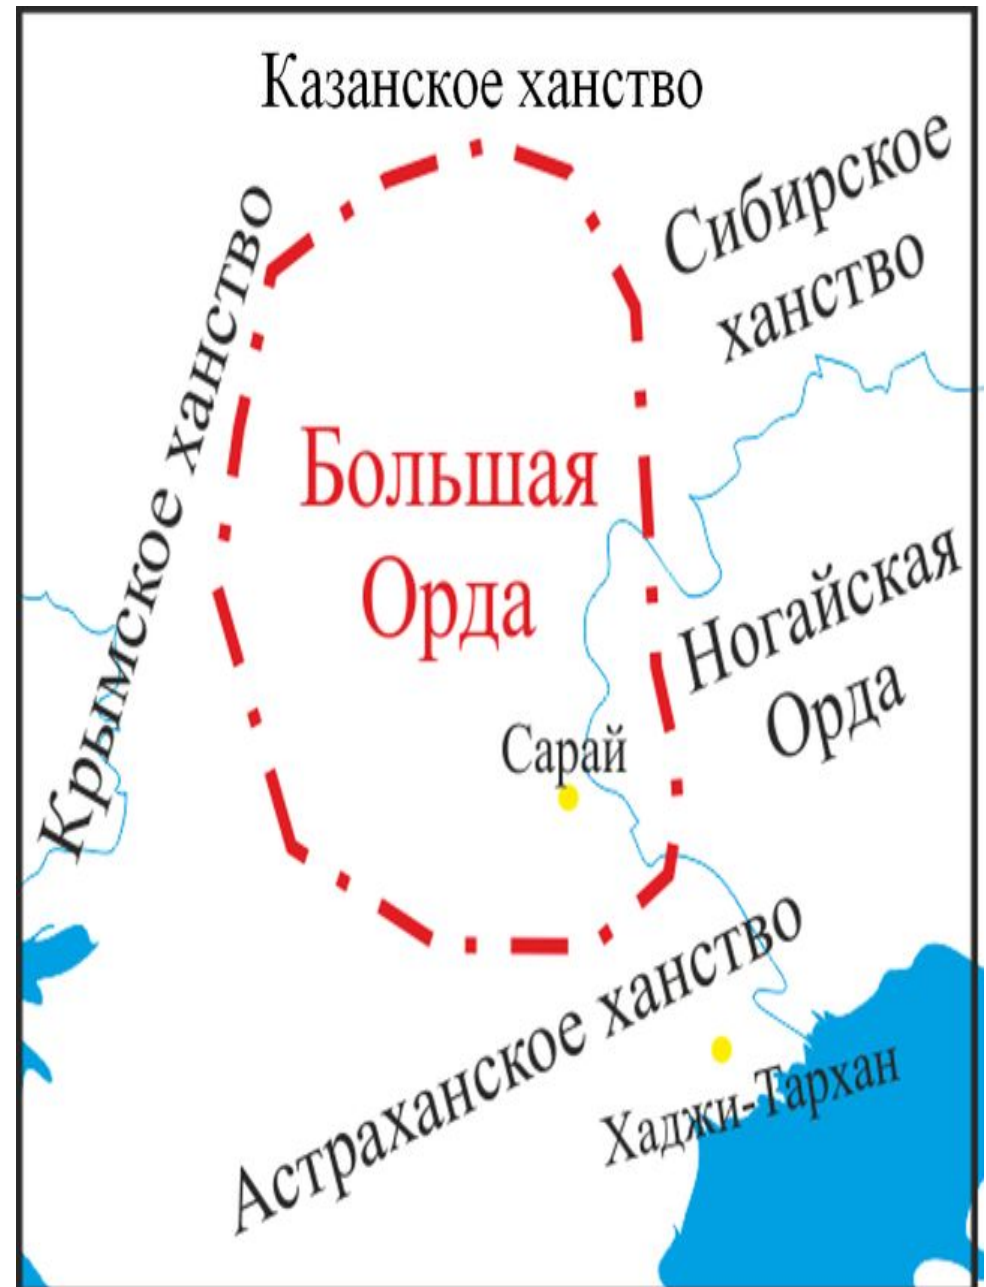 Казанское ханство
Сибирское
ханство
Крымское ханство
Большая
Орда
Ногайская
Орда
Сарай
Астраханское ханство
Хаджи-Тархан